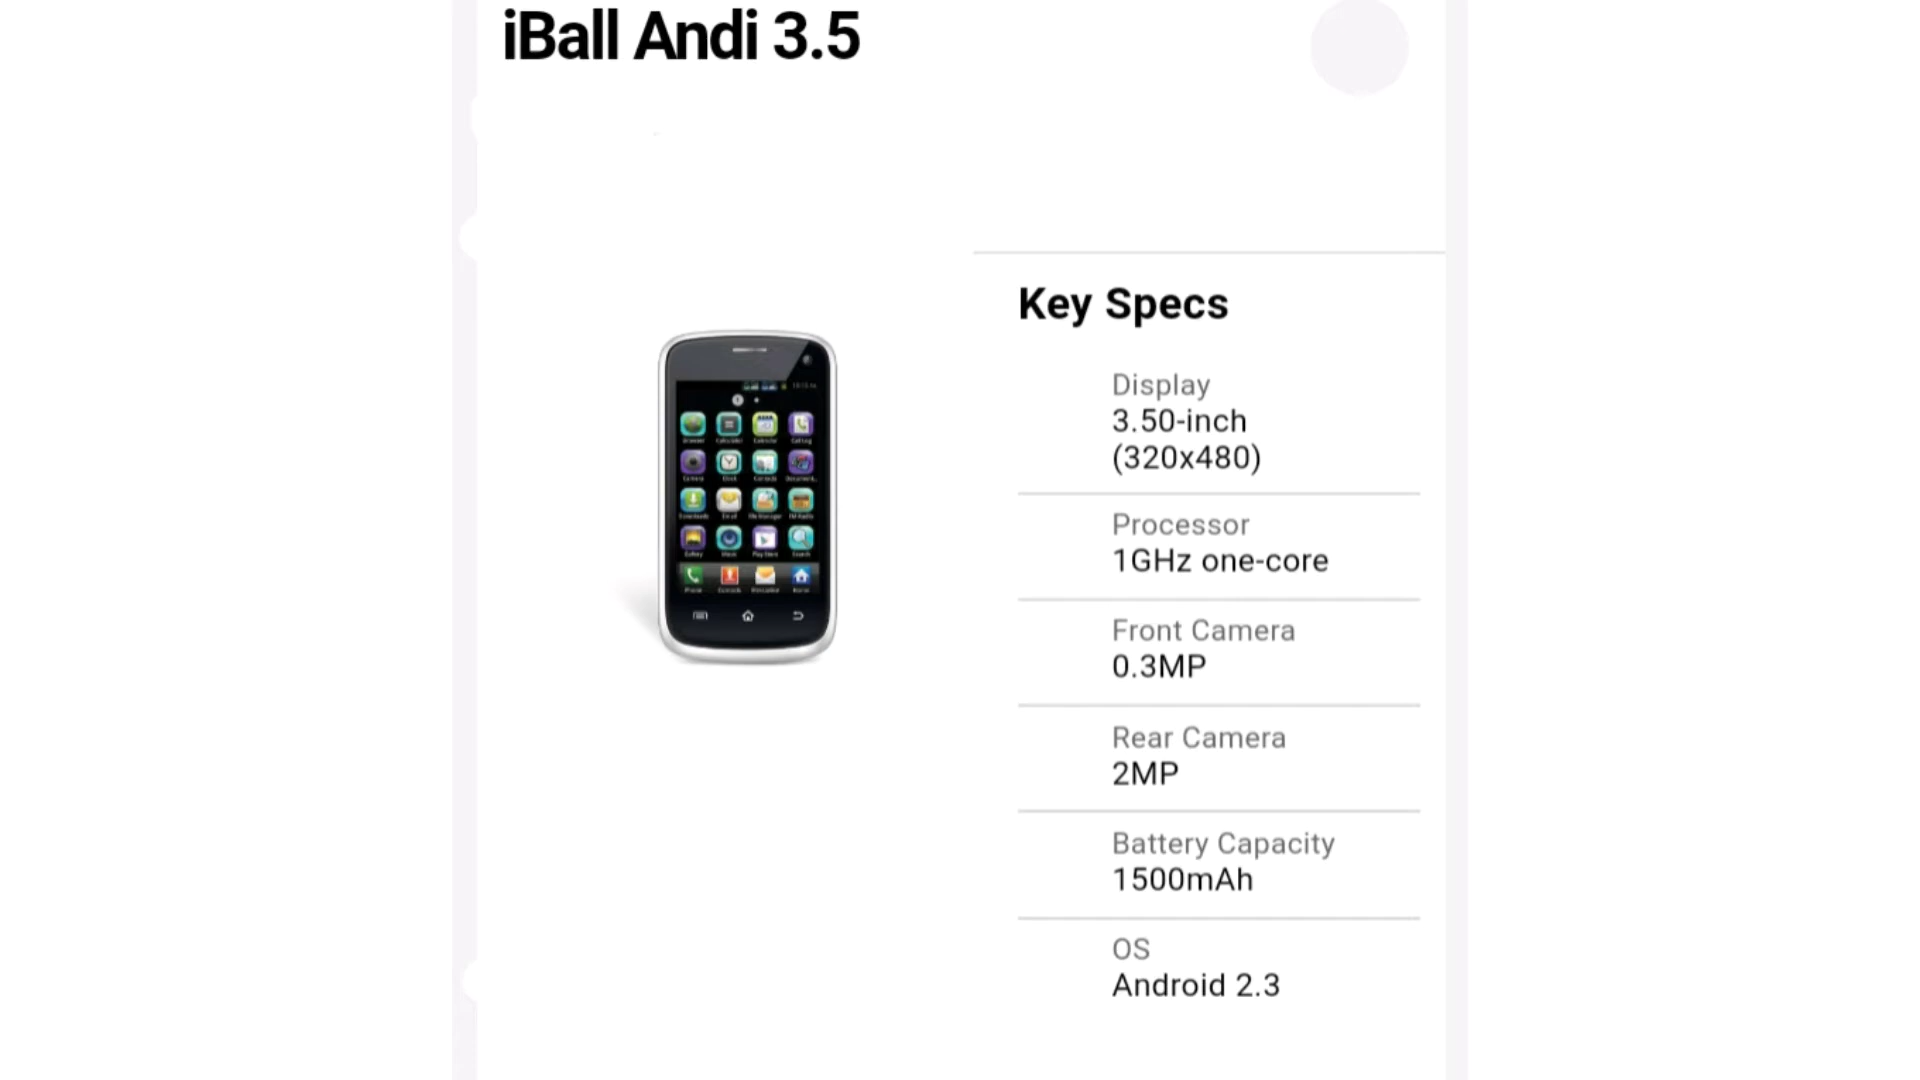 iBall Andi 3.5
Key Specs
Display
3.50-inch
(320x480)
Processor
1GHz one-core
Front Camera
0.3MP
Rear Camera
2MP
Battery Capacity
1500mAh
OS
Android 2.3